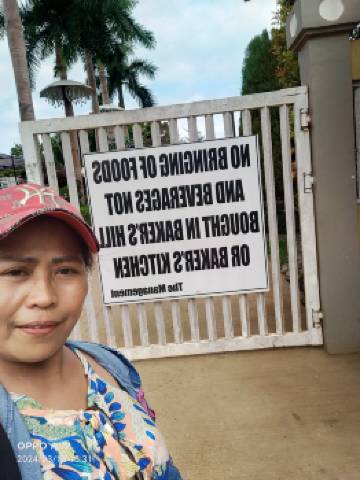 NO BRINGING OF FOODS
AND BEVERAGES NOT
BOUGHT IN BAKER'S HILL
OR BAKER'S KITCHEN
The Management
OPPO